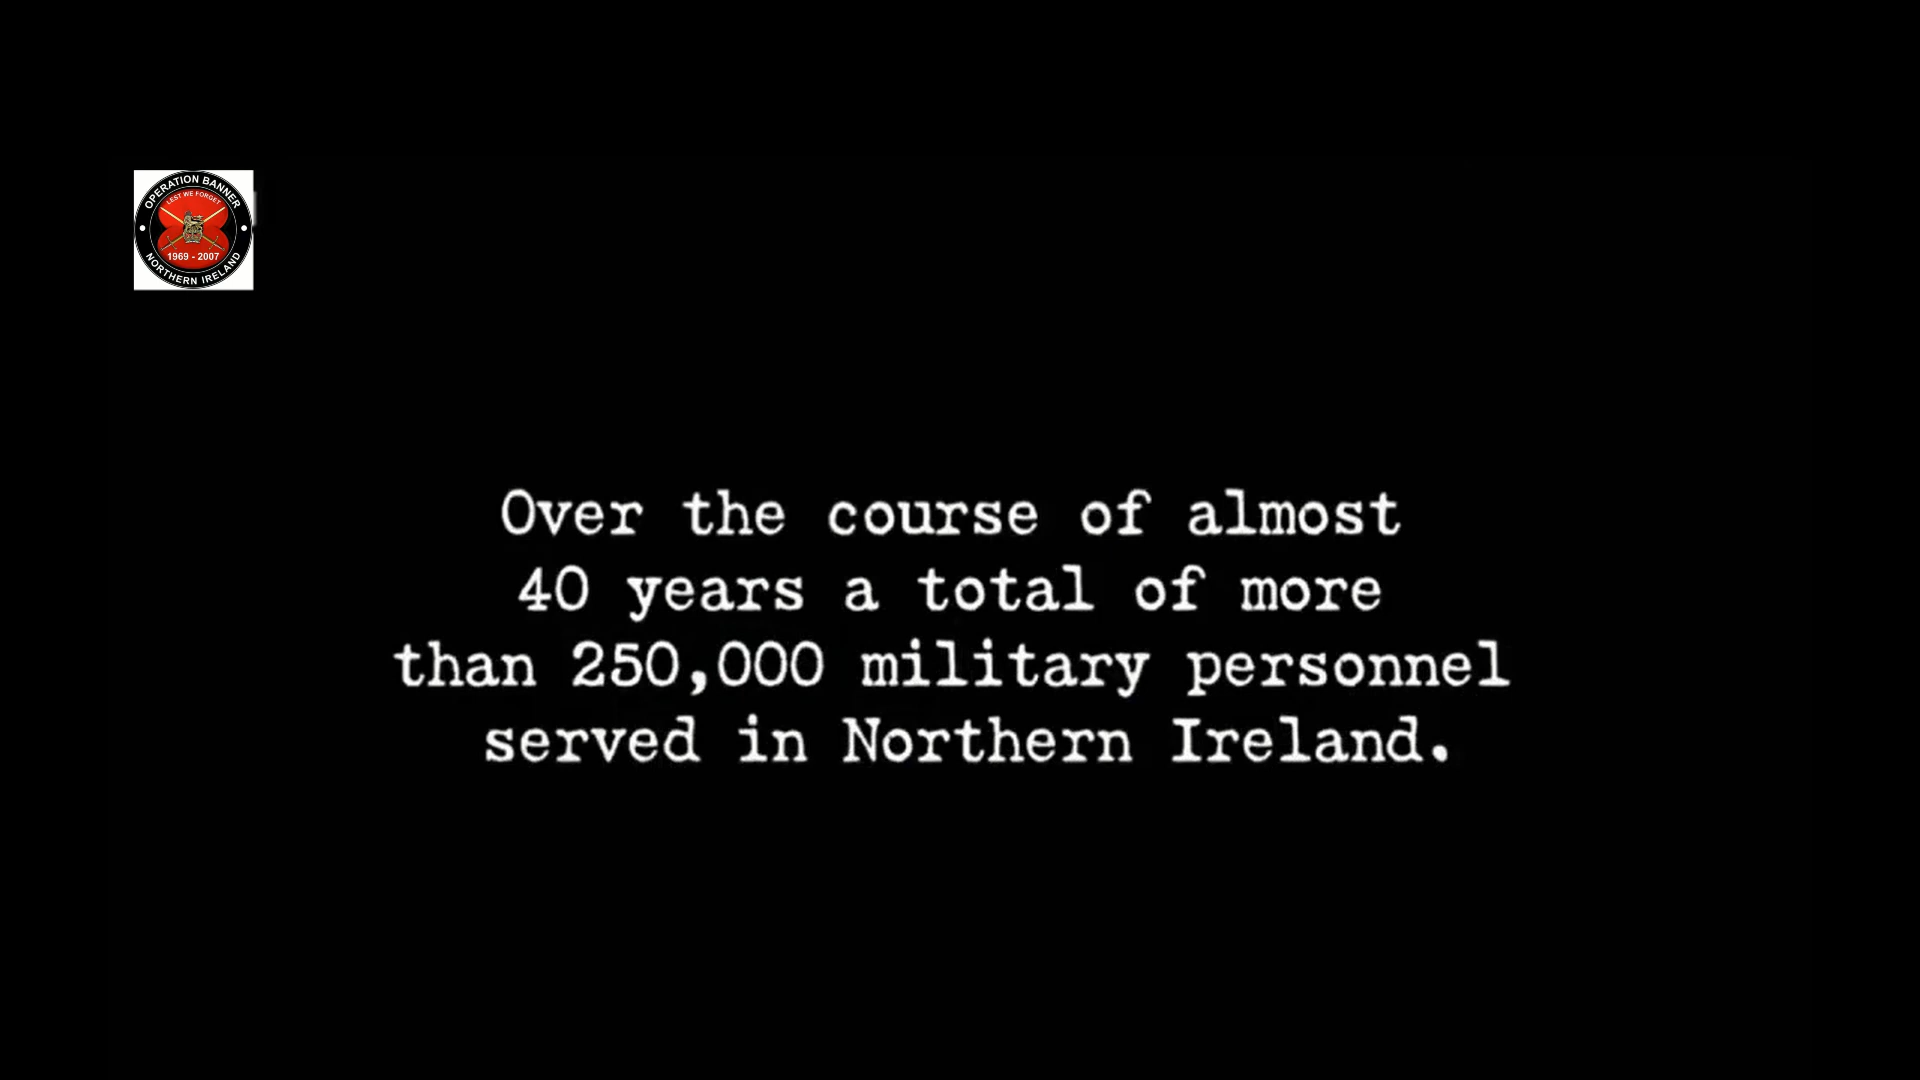 OPERATION BANNER
LEST WE FORGET
1969 - 2007
NORTHERN IRELAND
Over the course of almost
40 years a total of more
than 250,000 military personnel
served in Northern Ireland.